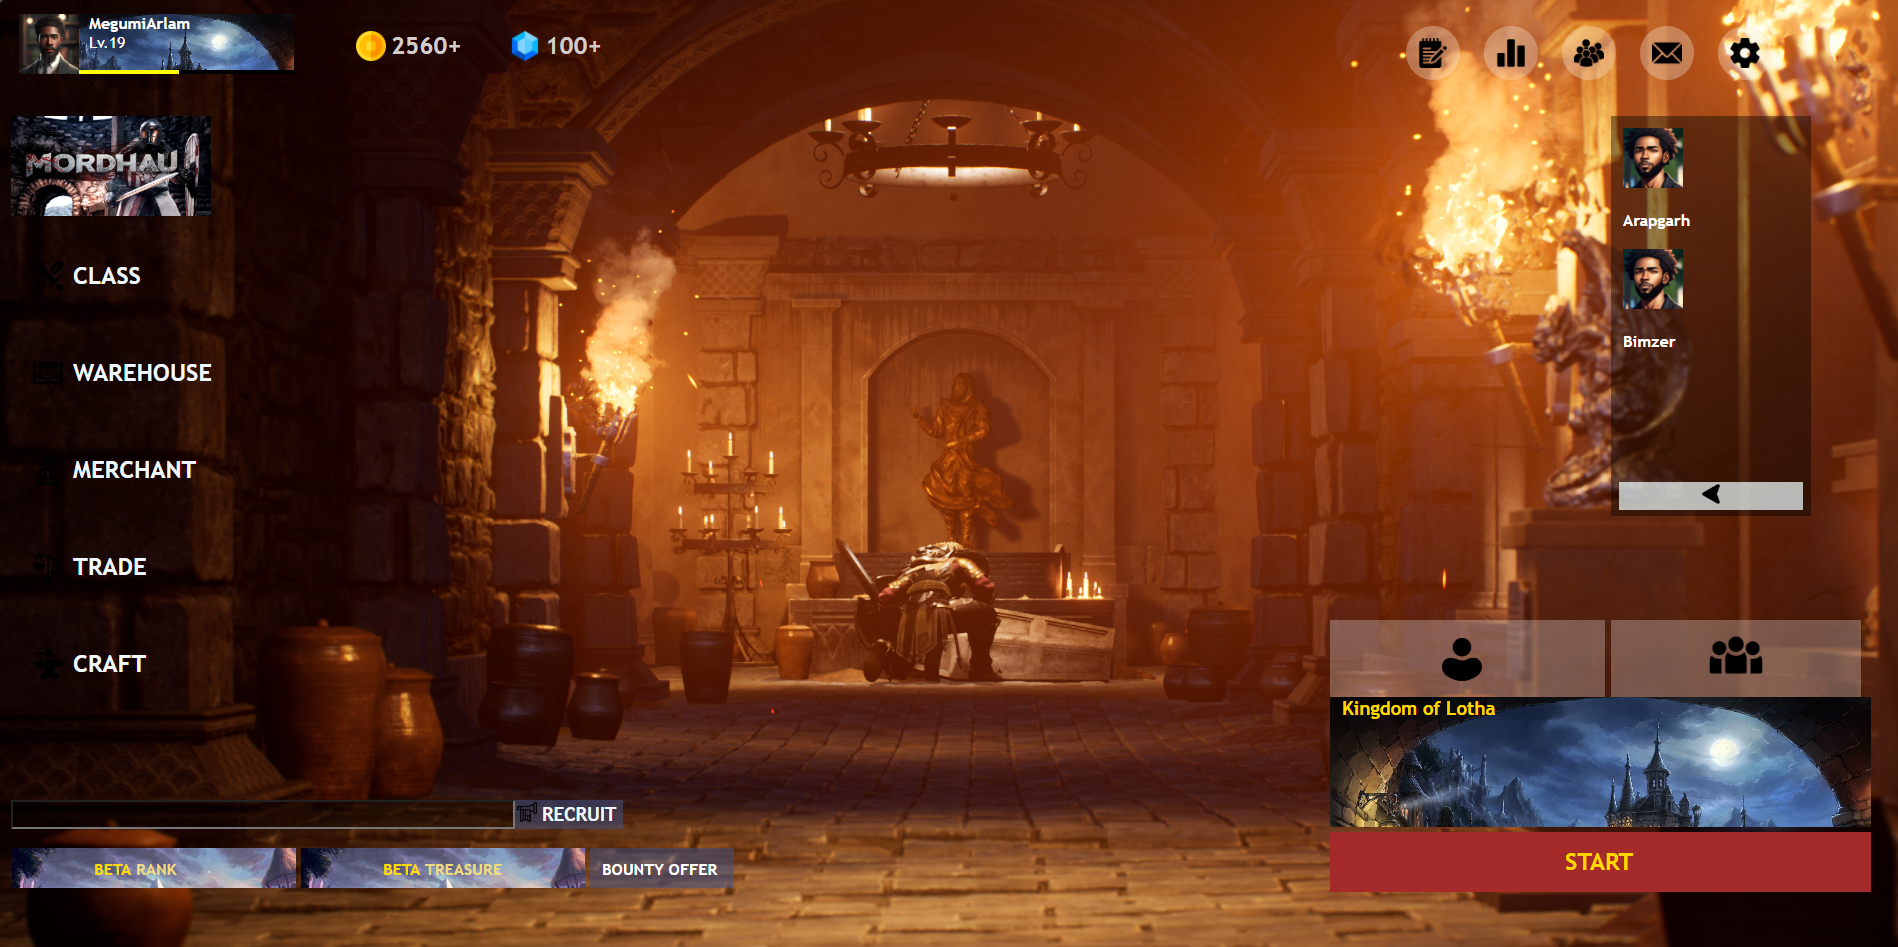 MegumiArlam
Lv.19
2560+
100+
MORDHAU
CLASS
WAREHOUSE
MERCHANT
TRADE
CRAFT
Arapgarh
Bimzer
Kingdom of Lotha
START
RECRUIT
BETA RANK
BETA TREASURE
BOUNTY OFFER